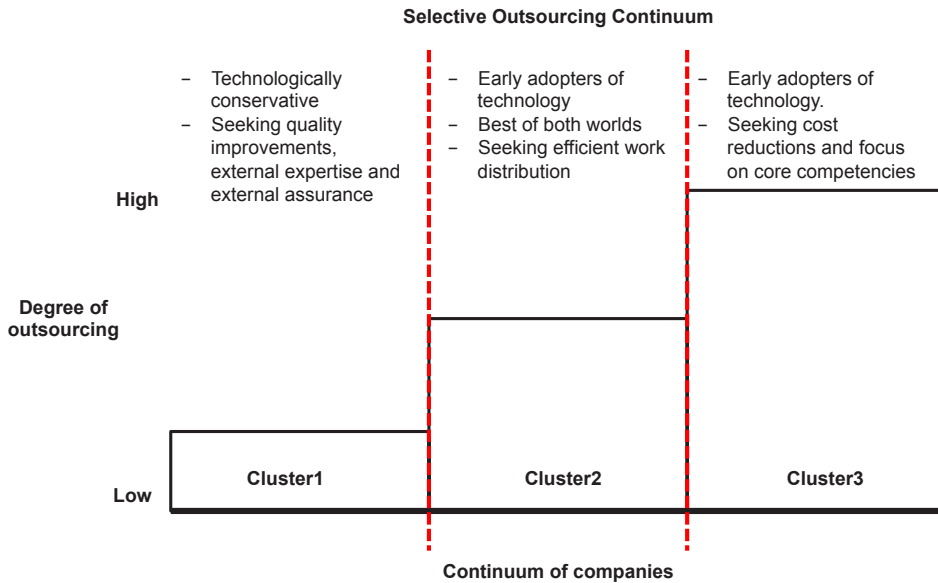 Selective Outsourcing Continuum
– Technologically
conservative
– Seeking quality
improvements,
external expertise and
external assurance
– Early adopters of
technology
– Best of both worlds
– Seeking efficient work
distribution
– Early adopters of
technology.
– Seeking cost
reductions and focus
on core competencies
High
Degree of
outsourcing
Low
Cluster1
Cluster2
Cluster3
Continuum of companies